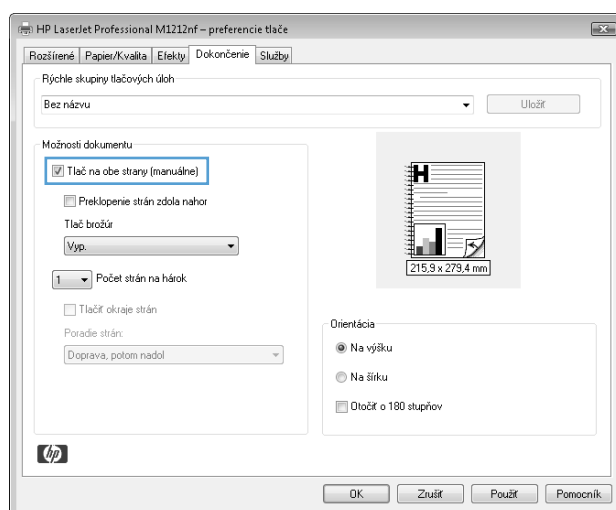 HP LaserJet Professional M1212nf – preferencie tlače
Rozšírené Papier/Kvalita Efekty Dokončenie Služby
Rýchle skupiny tlačových úloh
Bez názvu Uložiť
Možnosti dokumentu
Tlač na obe strany (manuálne)
Preklopenie strán zdola nahor
Tlač brožúr
Vyp.
1 Počet strán na hárok
Tlačiť okraje strán
Poradie strán:
Doprava, potom nadol
H
215,9 x 279,4 mm
Orientácia
Na výšku
Na šírku
Otočiť o 180 stupňov
hp
OK Zrušiť Použiť Pomocník